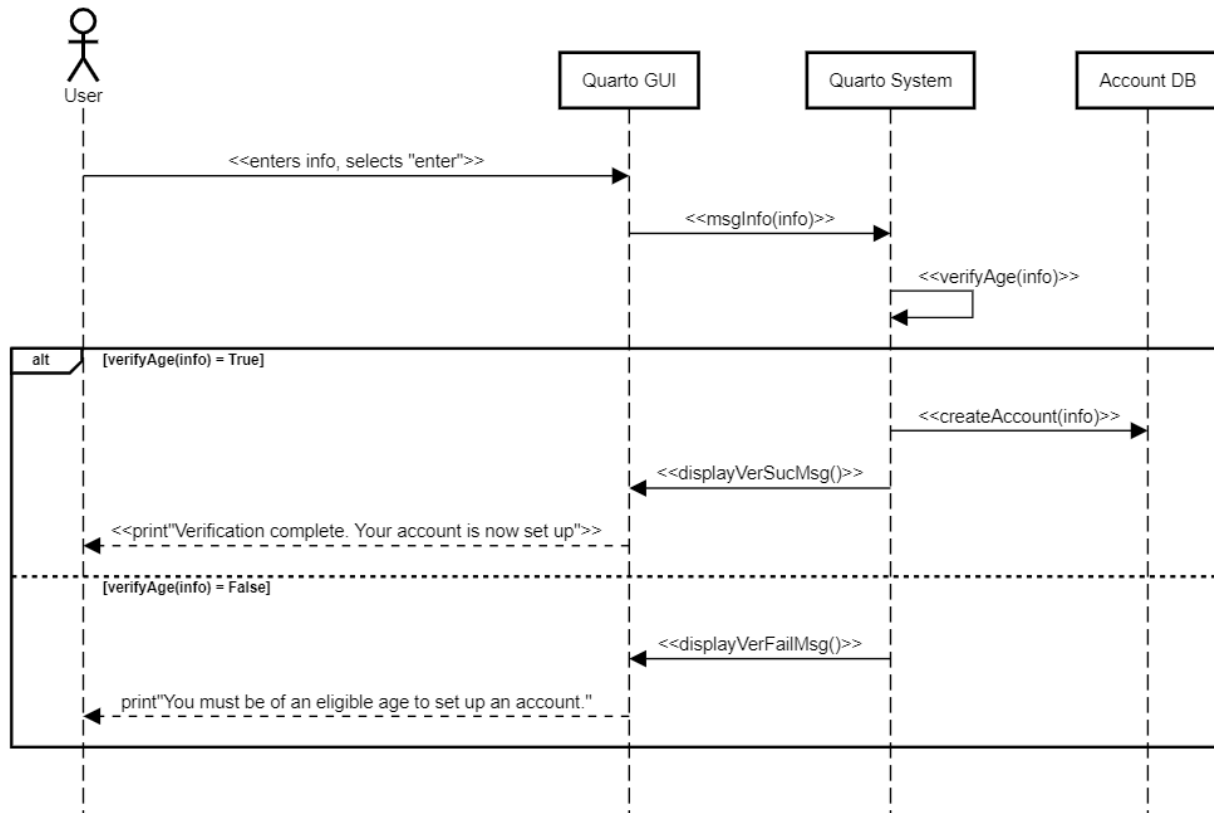 User
Quarto GUI
Quarto System
Account DB
<<enters info, selects "enter">>
<<msgInfo(info)>>
<<verifyAge(info)>>
alt
[verifyAge(info) = True]
<<createAccount(info)>>
<<displayVerSucMsg()>>
<<print"Verification complete. Your account is now set up">>
[verifyAge(info) = False]
<<displayVerFailMsg()>>
print"You must be of an eligible age to set up an account."